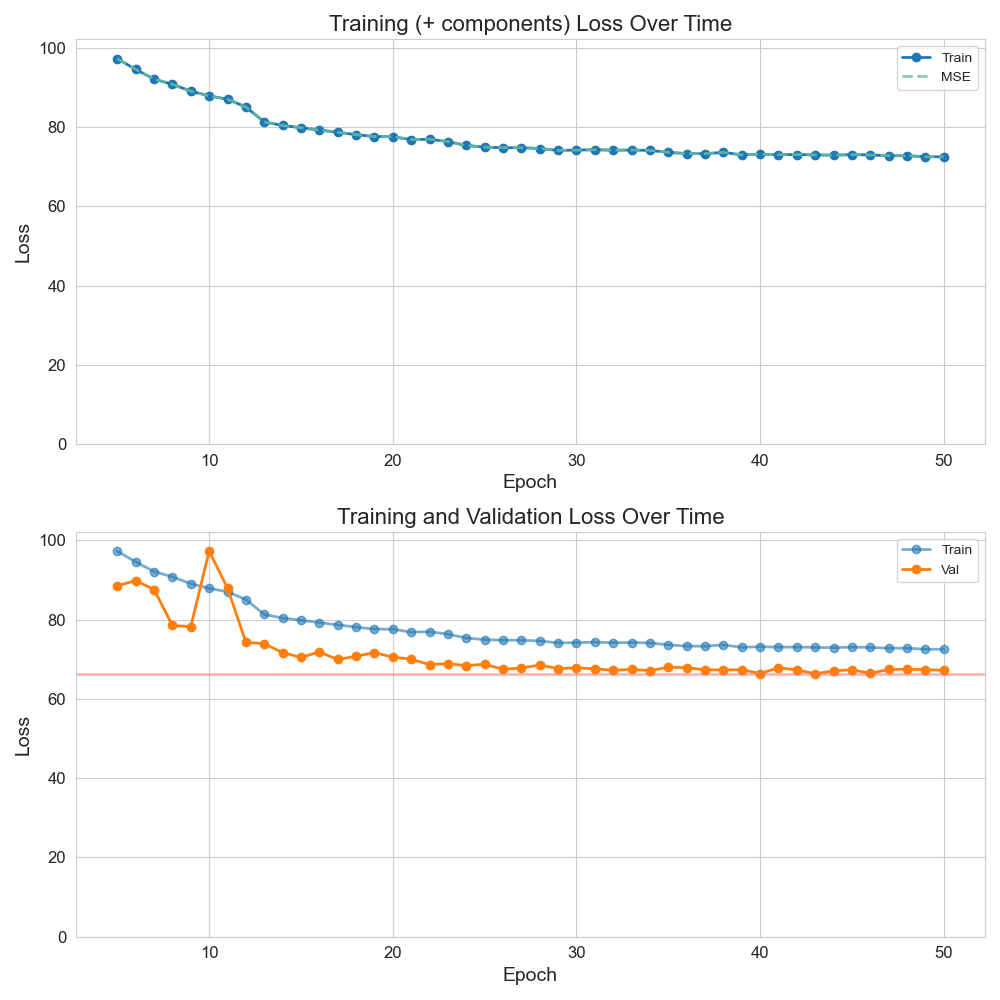 Training (+ components) Loss Over Time
100
80
60
40
20
0
Loss
Train
MSE
10 20 30 40 50
Epoch
Training and Validation Loss Over Time
100
80
60
40
20
0
Loss
Train
Val
10 20 30 40 50
Epoch